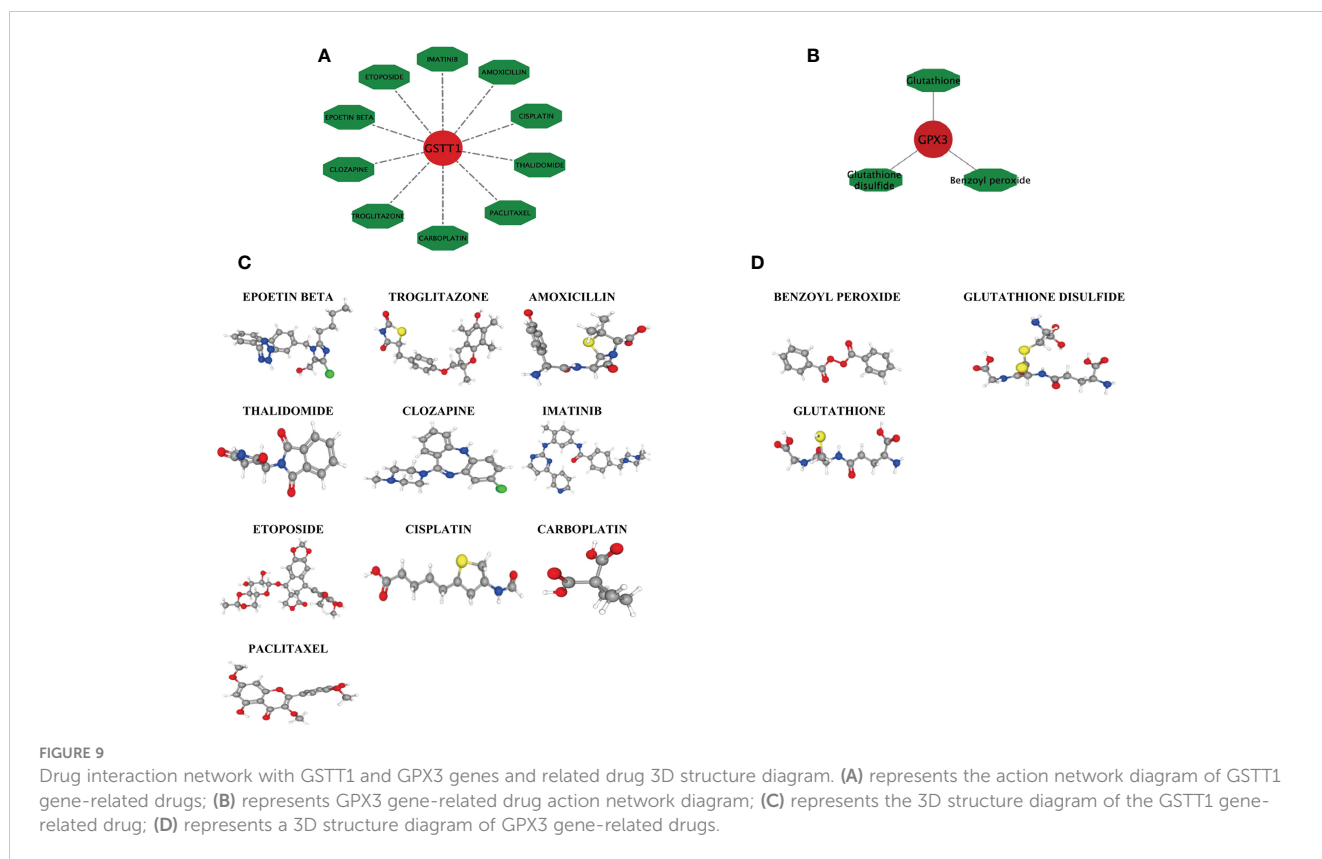 A
IMATINIB
ETOPOSIDE
AMOXICILLIN
EPOETIN BETA
CISPLATIN
GSTT1
CLOZAPINE
THALIDOMIDE
TROGLITAZONE
PACLITAXEL
CARBOPLATIN
B
Glutathione
GPX3
Glutathione
disulfide
Benzoyl peroxide
C
EPOETIN BETA TROGLITAZONE AMOXICILLIN
THALIDOMIDE CLOZAPINE IMATINIB
ETOPOSIDE CISPLATIN CARBOPLATIN
PACLITAXEL
D
BENZOYL PEROXIDE GLUTATHIONE DISULFIDE
GLUTATHIONE
FIGURE 9
Drug interaction network with GSTT1 and GPX3 genes and related drug 3D structure diagram. (A) represents the action network diagram of GSTT1
gene-related drugs; (B) represents GPX3 gene-related drug action network diagram; (C) represents the 3D structure diagram of the GSTT1 gene-
related drug; (D) represents a 3D structure diagram of GPX3 gene-related drugs.